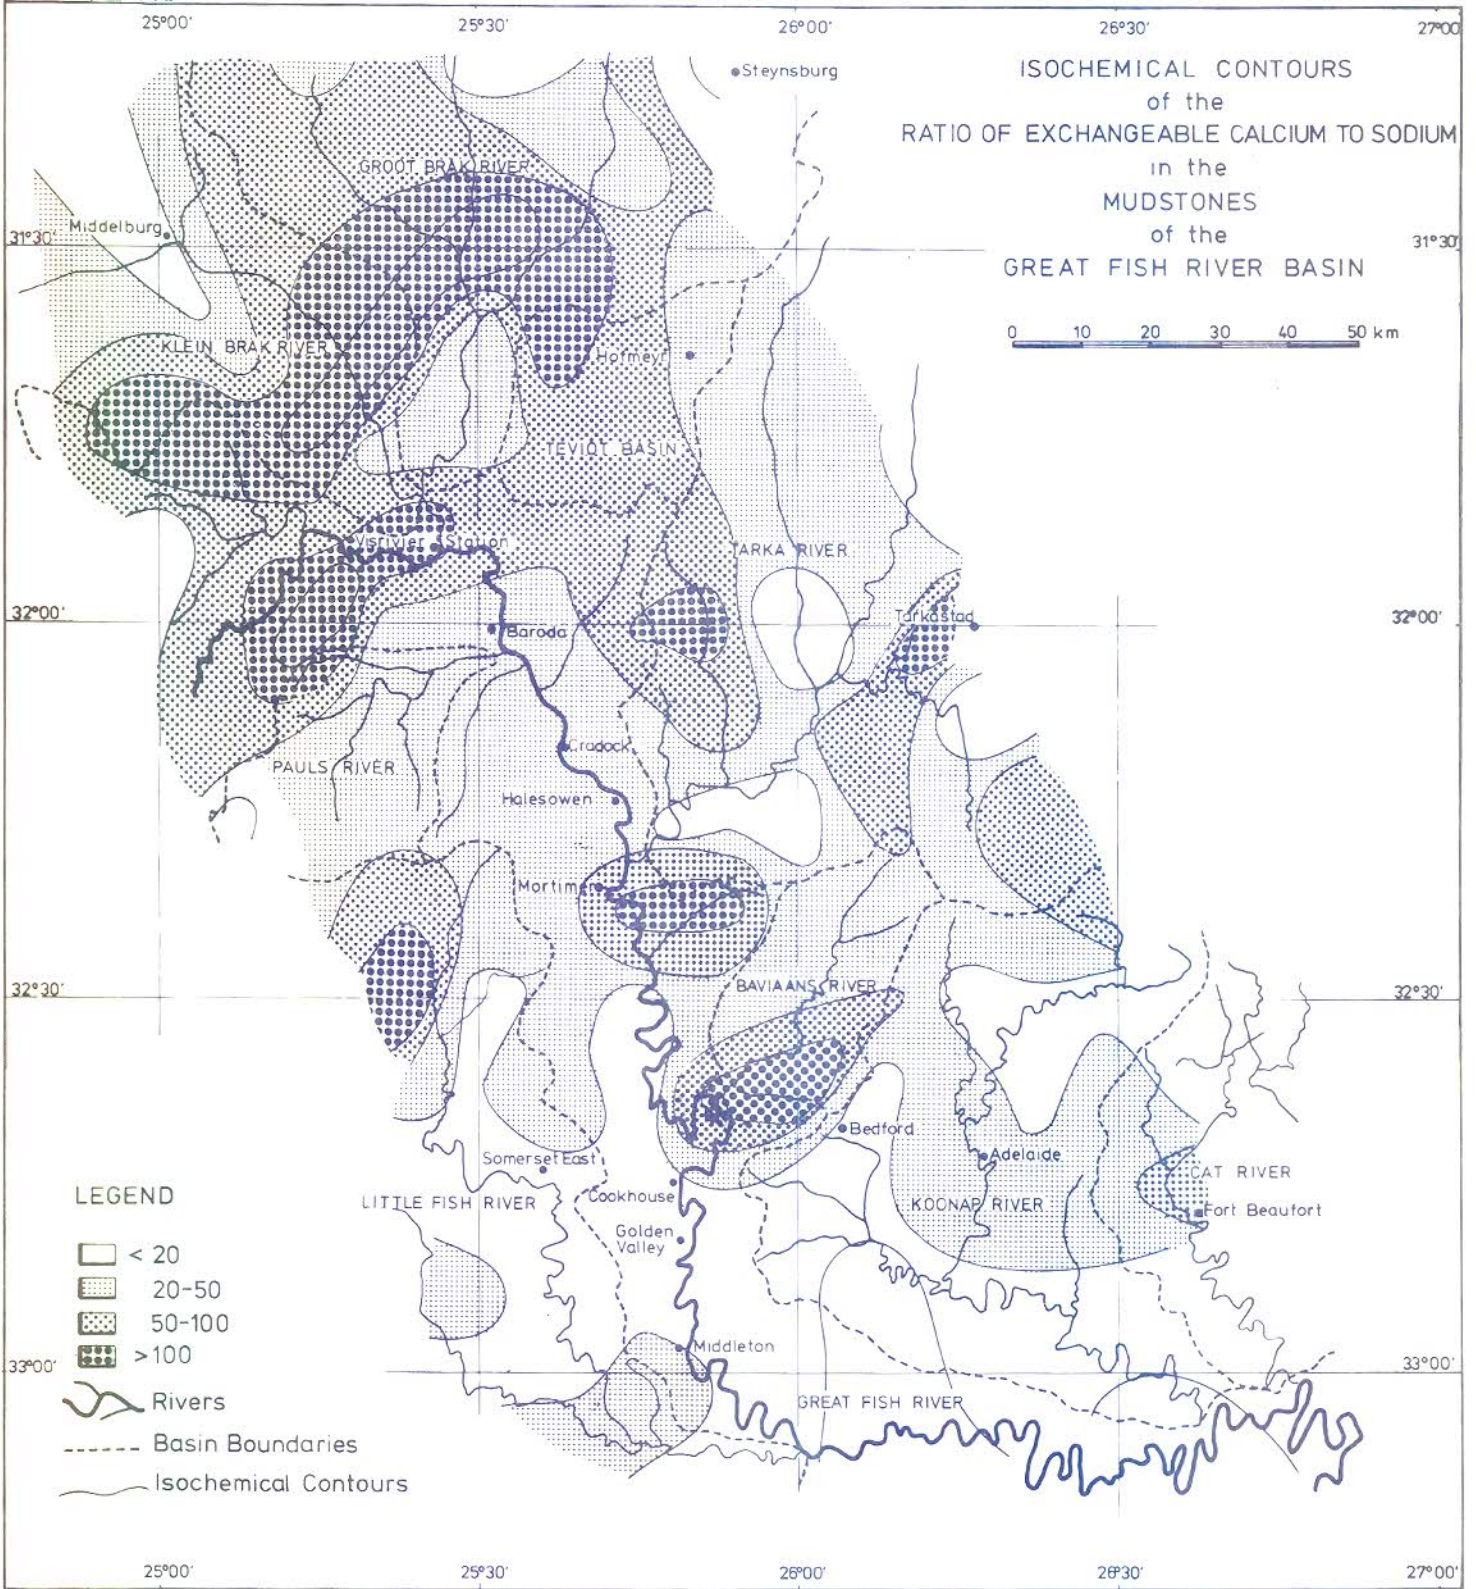 25°00'
25°30'
26°00'
26°30'
27°00
Steynsburg
ISOCHEMICAL CONTOURS
of the
RATIO OF EXCHANGEABLE CALCIUM TO SODIUM
in the
MUDSTONES
of the
GREAT FISH RIVER BASIN
0 10 20 30 40 50 km
GROOT BRAK RIVER
Middelburg
31°30'
31°30'
KLEIN BRAK RIVER
Hofmeyr
TEVIOT BASIN
Visrivier Station
TARKA RIVER
32°00'
Baroda
Tarkastad
32°00'
Cradock
PAULS RIVER
Halesowen
Mortimer
BAVIAANS RIVER
32°30'
32°30'
Bedford
Adelaide
Somerset East
CAT RIVER
Cookhouse
LITTLE FISH RIVER
KOONAP RIVER
Fort Beaufort
Golden
Valley
LEGEND
< 20
20-50
50-100
>100
Rivers
Basin Boundaries
Isochemical Contours
Middleton
33°00'
33°00'
GREAT FISH RIVER
25°00'
25°30'
26°00'
26°30'
27°00'